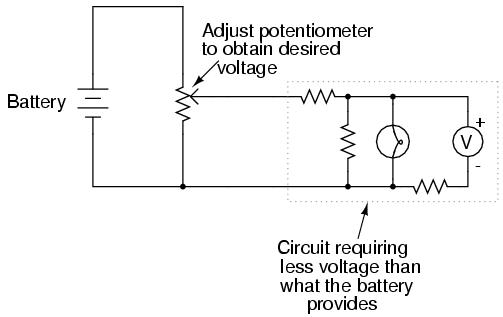 Adjust potentiometer
to obtain desired
voltage
Battery
+
V
-
Circuit requiring
less voltage than
what the battery
provides